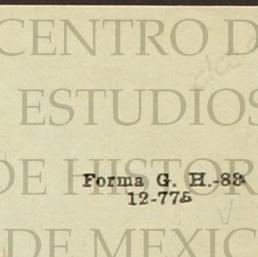 CENTRO D
ESTUDIOS
DE HISTOR
Forma G. H.-88
12-775
DE MEXIC